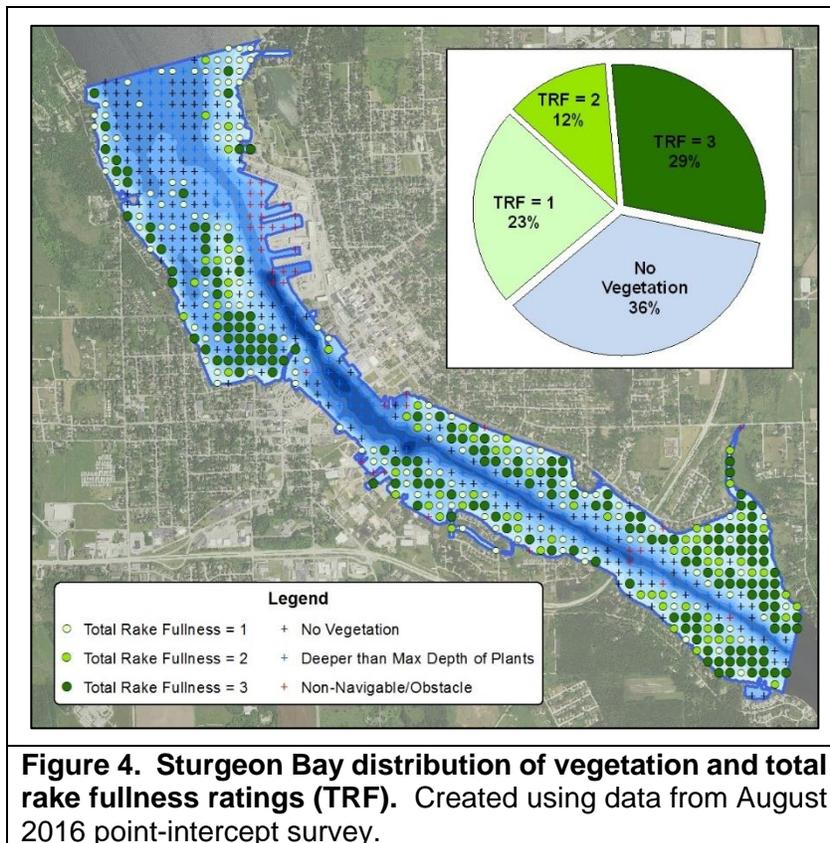 TRF = 2
12%
TRF = 3
29%
TRF = 1
23%
No
Vegetation
36%
Legend
Total Rake Fullness = 1
Total Rake Fullness = 2
Total Rake Fullness = 3
No Vegetation
Deeper than Max Depth of Plants
Non-Navigable/Obstacle
Figure 4. Sturgeon Bay distribution of vegetation and total
rake fullness ratings (TRF). Created using data from August
2016 point-intercept survey.